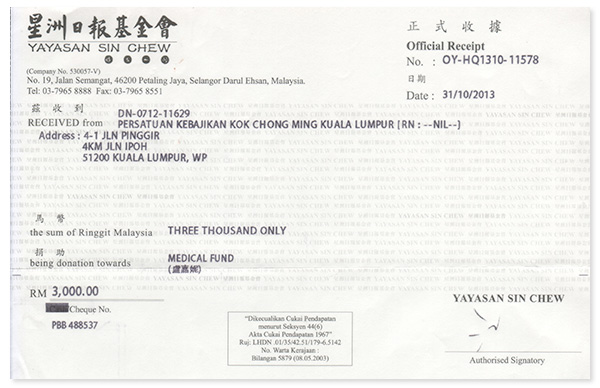 星洲日报基金會
YAYASAN SIN CHEW
(Company No. 530057-V)
No. 19, Jalan Semangat, 46200 Petaling Jaya, Selangor Darul Ehsan, Malaysia.
Tel: 03-7965 8888 Fax: 03-7965 8551
正式收據
Official Receipt
No. : OY-HQ1310-11578
日期
Date : 31/10/2013
茲收到
DN-0712-11629
RECEIVED from PERSATUAN KEBAJIKAN KOK CHONG MING KUALA LUMPUR [RN : --NIL--}
Address : 4-1 JLN PINGGIR
4KM JLN IPOH
51200 KUALA LUMPUR, WP
馬幣
the sum of Ringgit Malaysia THREE THOUSAND ONLY
捐助
being donation towards MEDICAL FUND
(盧嘉妮)
RM 3,000.00
Cheque No.
PBB 488537
"Dikecualikan Cukai Pendapatan
menurut Seksyen 44(6)
Akta Cukai Pendapatan 1967"
Ruj: LHDN .01/35/42.51/179-6.5142
No. Warta Kerajaan :
Bilangan 5879 (08.05.2003)
YAYASAN SIN CHEW
Authorised Signatory